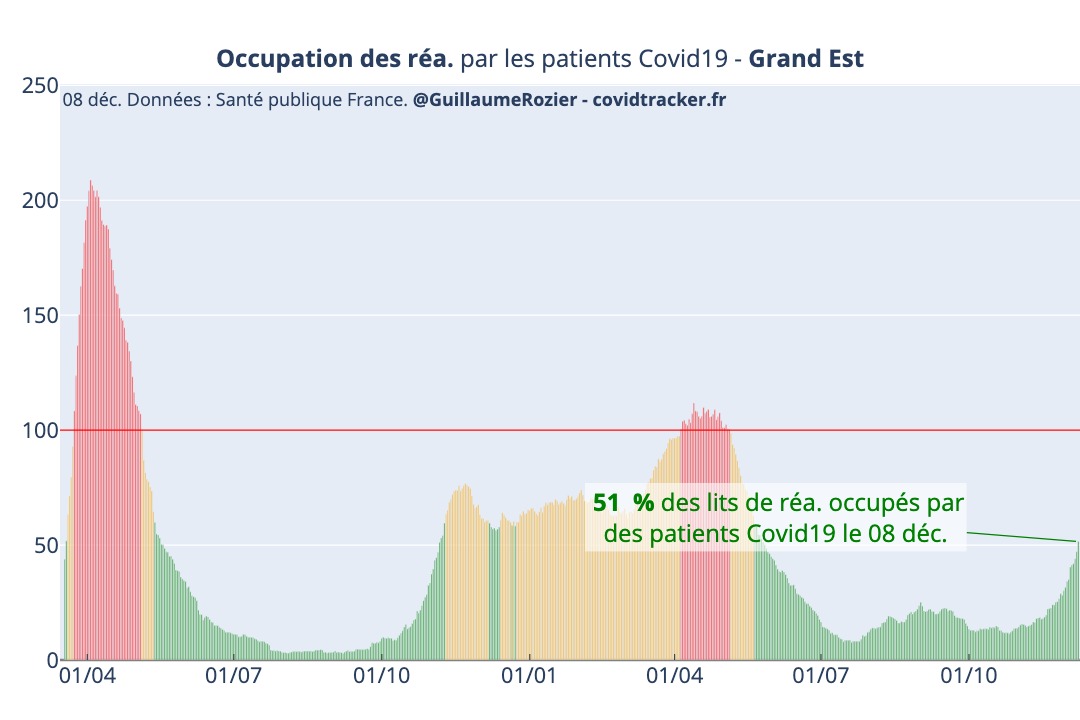 Occupation des réa. par les patients Covid19 - Grand Est
250
08 déc. Données : Santé publique France. @GuillaumeRozier - covidtracker.fr
200
150
100
51 % des lits de réa. occupés par
des patients Covid19 le 08 déc.
50
0
01/04 01/07 01/10 01/01 01/04 01/07 01/10